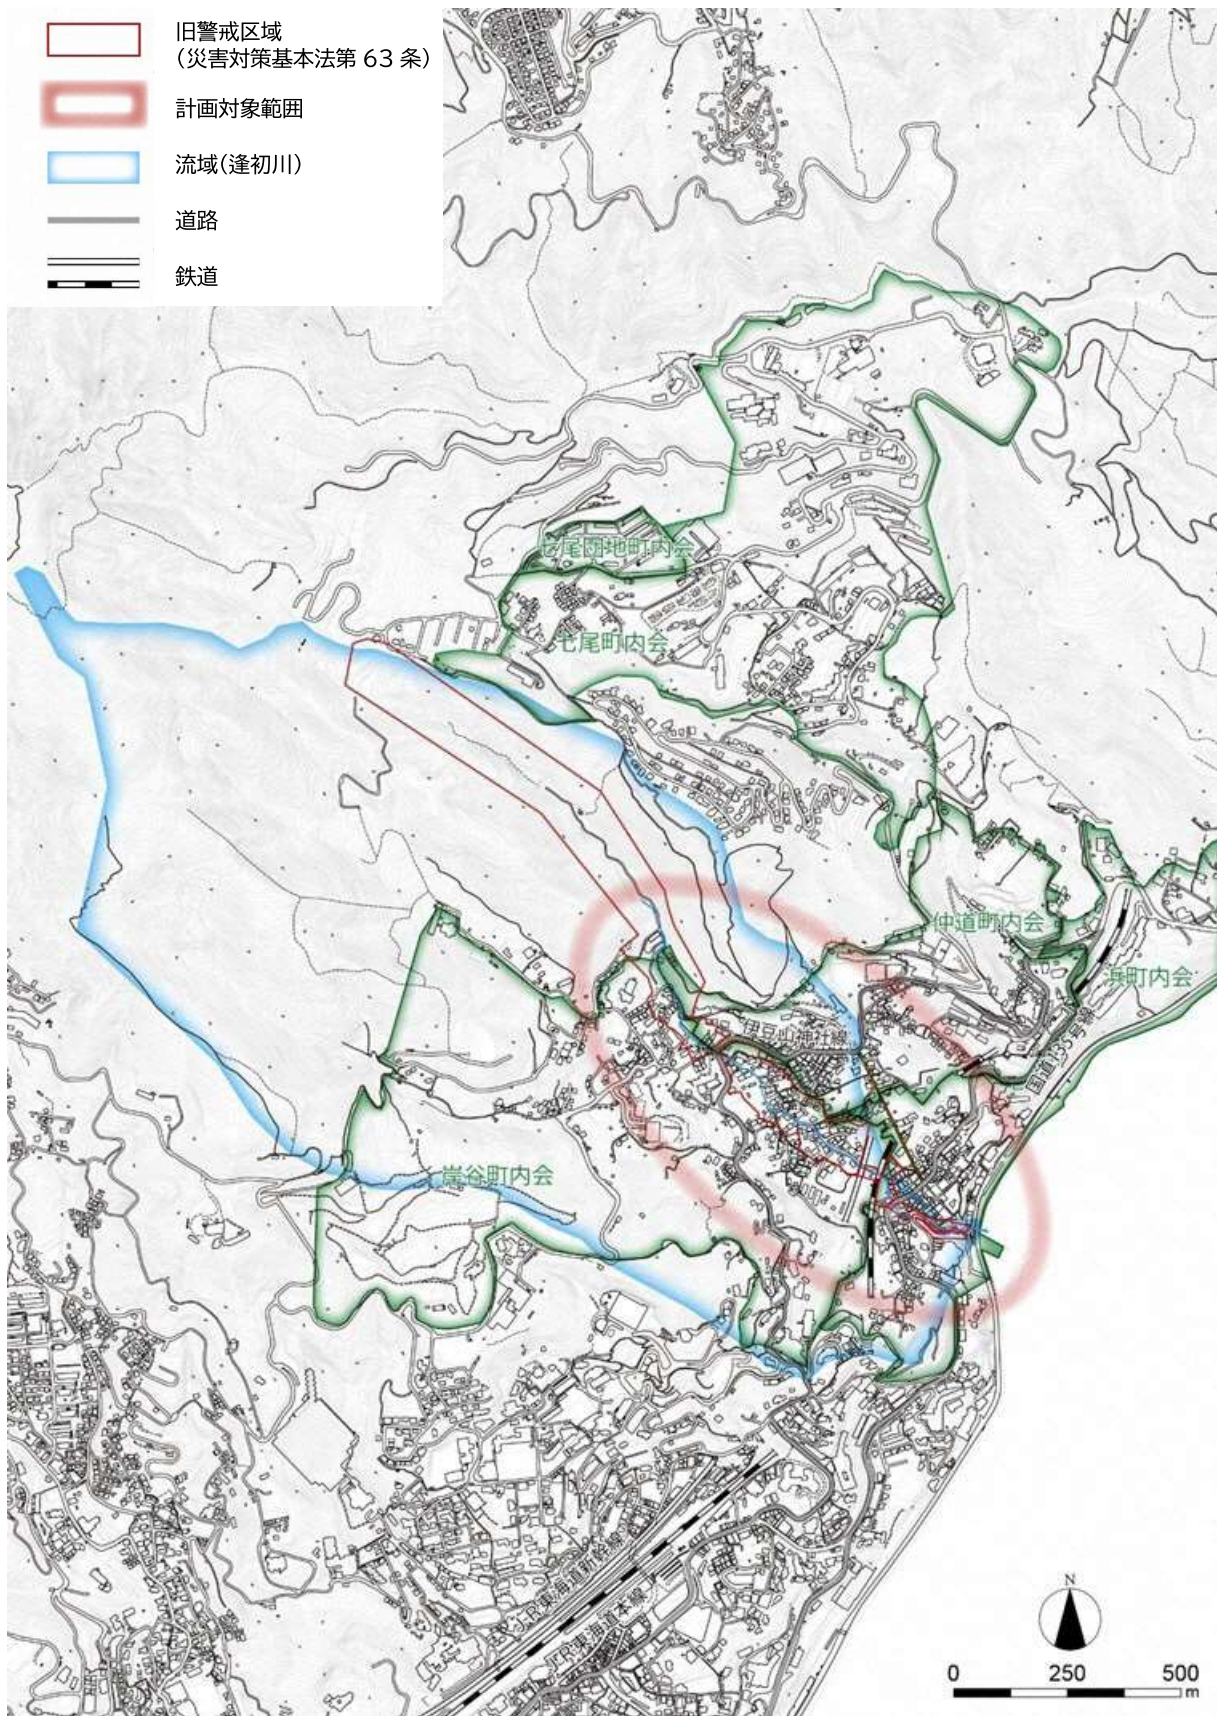 旧警戒区域
(災害対策基本法第 63 条)
計画対象範囲
流域(逢初川)
道路
鉄道
七尾団地町内会
七尾町内会
仲道町内会
浜町内会
伊豆山神社線
国道135号線
岸谷町内会
JR東海道新幹線
JR東海道本線
N
0 250 500
m